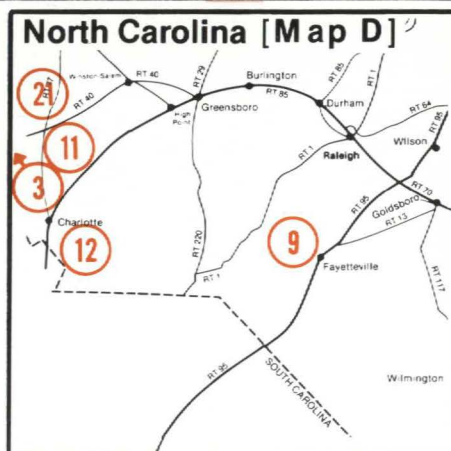 North Carolina [Map D]
Winston-Salem
RT 40
RT 29
Burlington
RT 85
RT 1
21
RT 40
High Point
Greensboro
RT 85
Durham
RT 64
11
RT 1
Raleigh
Wilson
RT 95
3
RT 95
RT 70
Goldsboro
Charlotte
12
RT 220
9
RT 13
Fayetteville
RT 1
RT 117
RT 95
SOUTH CAROLINA
Wilmington